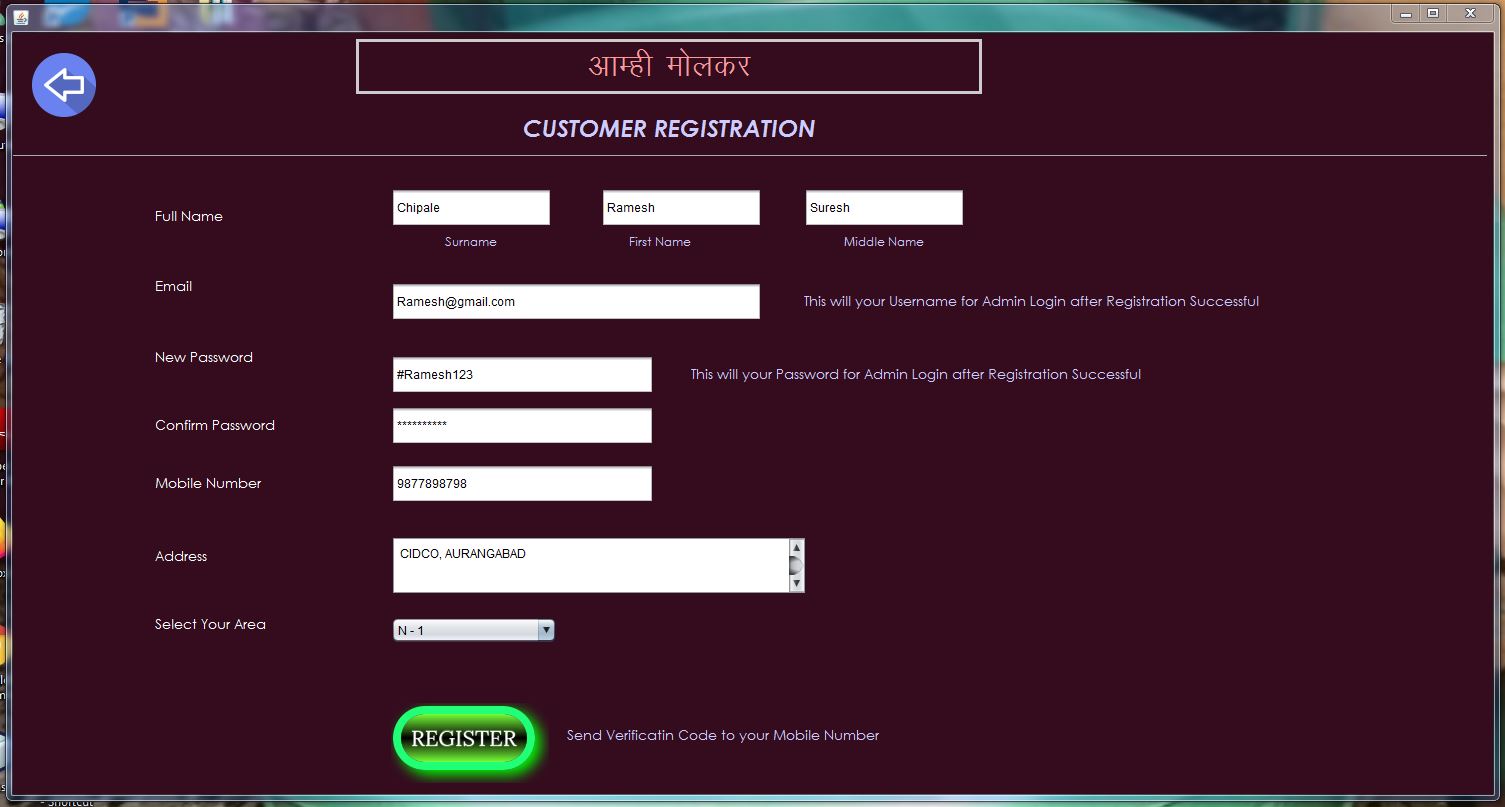 आम्ही मोलकर
CUSTOMER REGISTRATION
Full Name
Chipale Ramesh Suresh
Surname First Name Middle Name
Email
Ramesh@gmail.com This will your Username for Admin Login after Registration Successful
New Password
#Ramesh123 This will your Password for Admin Login after Registration Successful
Confirm Password **********
Mobile Number 9877898798
Address CIDCO, AURANGABAD
Select Your Area N - 1
REGISTER Send Verificatin Code to your Mobile Number
- Shortcut